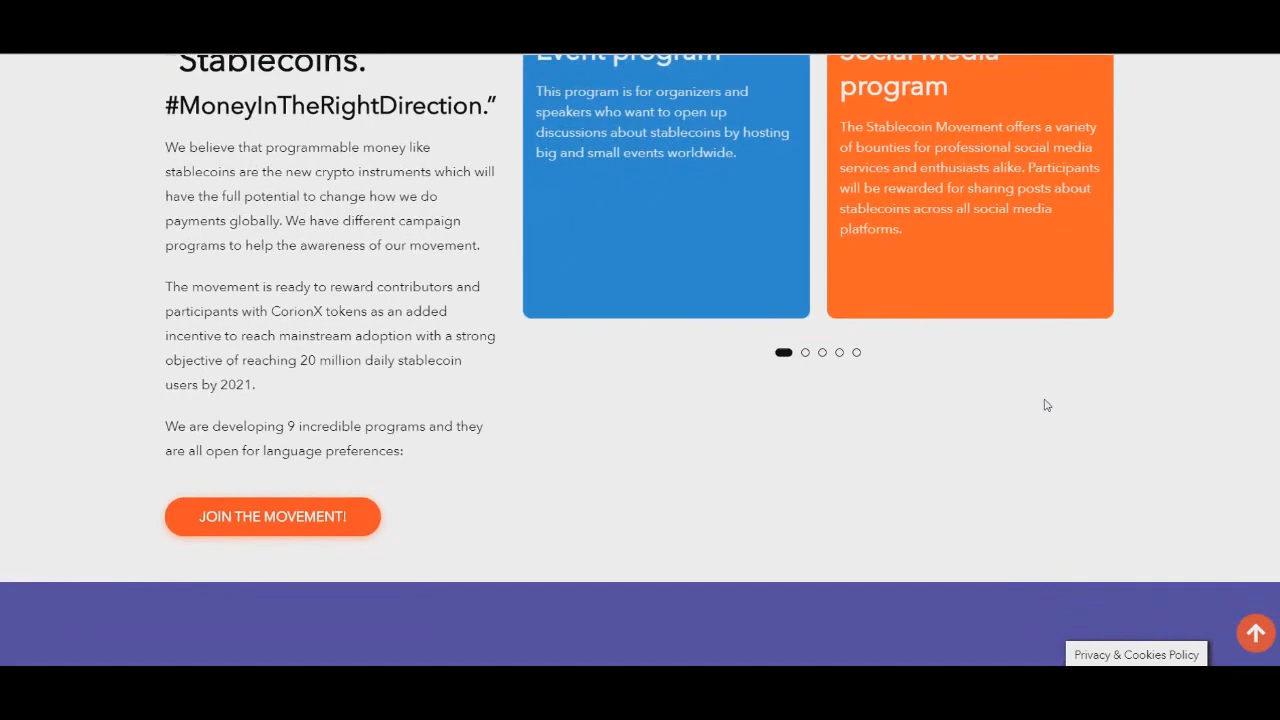 Stablecoins.
#MoneyInTheRightDirection.”
We believe that programmable money like
stablecoins are the new crypto instruments which will
have the full potential to change how we do
payments globally. We have different campaign
programs to help the awareness of our movement.
The movement is ready to reward contributors and
participants with CorionX tokens as an added
incentive to reach mainstream adoption with a strong
objective of reaching 20 million daily stablecoin
users by 2021.
We are developing 9 incredible programs and they
are all open for language preferences:
JOIN THE MOVEMENT!
Event program
This program is for organizers and
speakers who want to open up
discussions about stablecoins by hosting
big and small events worldwide.
Social Media
program
The Stablecoin Movement offers a variety
of bounties for professional social media
services and enthusiasts alike. Participants
will be rewarded for sharing posts about
stablecoins across all social media
platforms.
Privacy & Cookies Policy